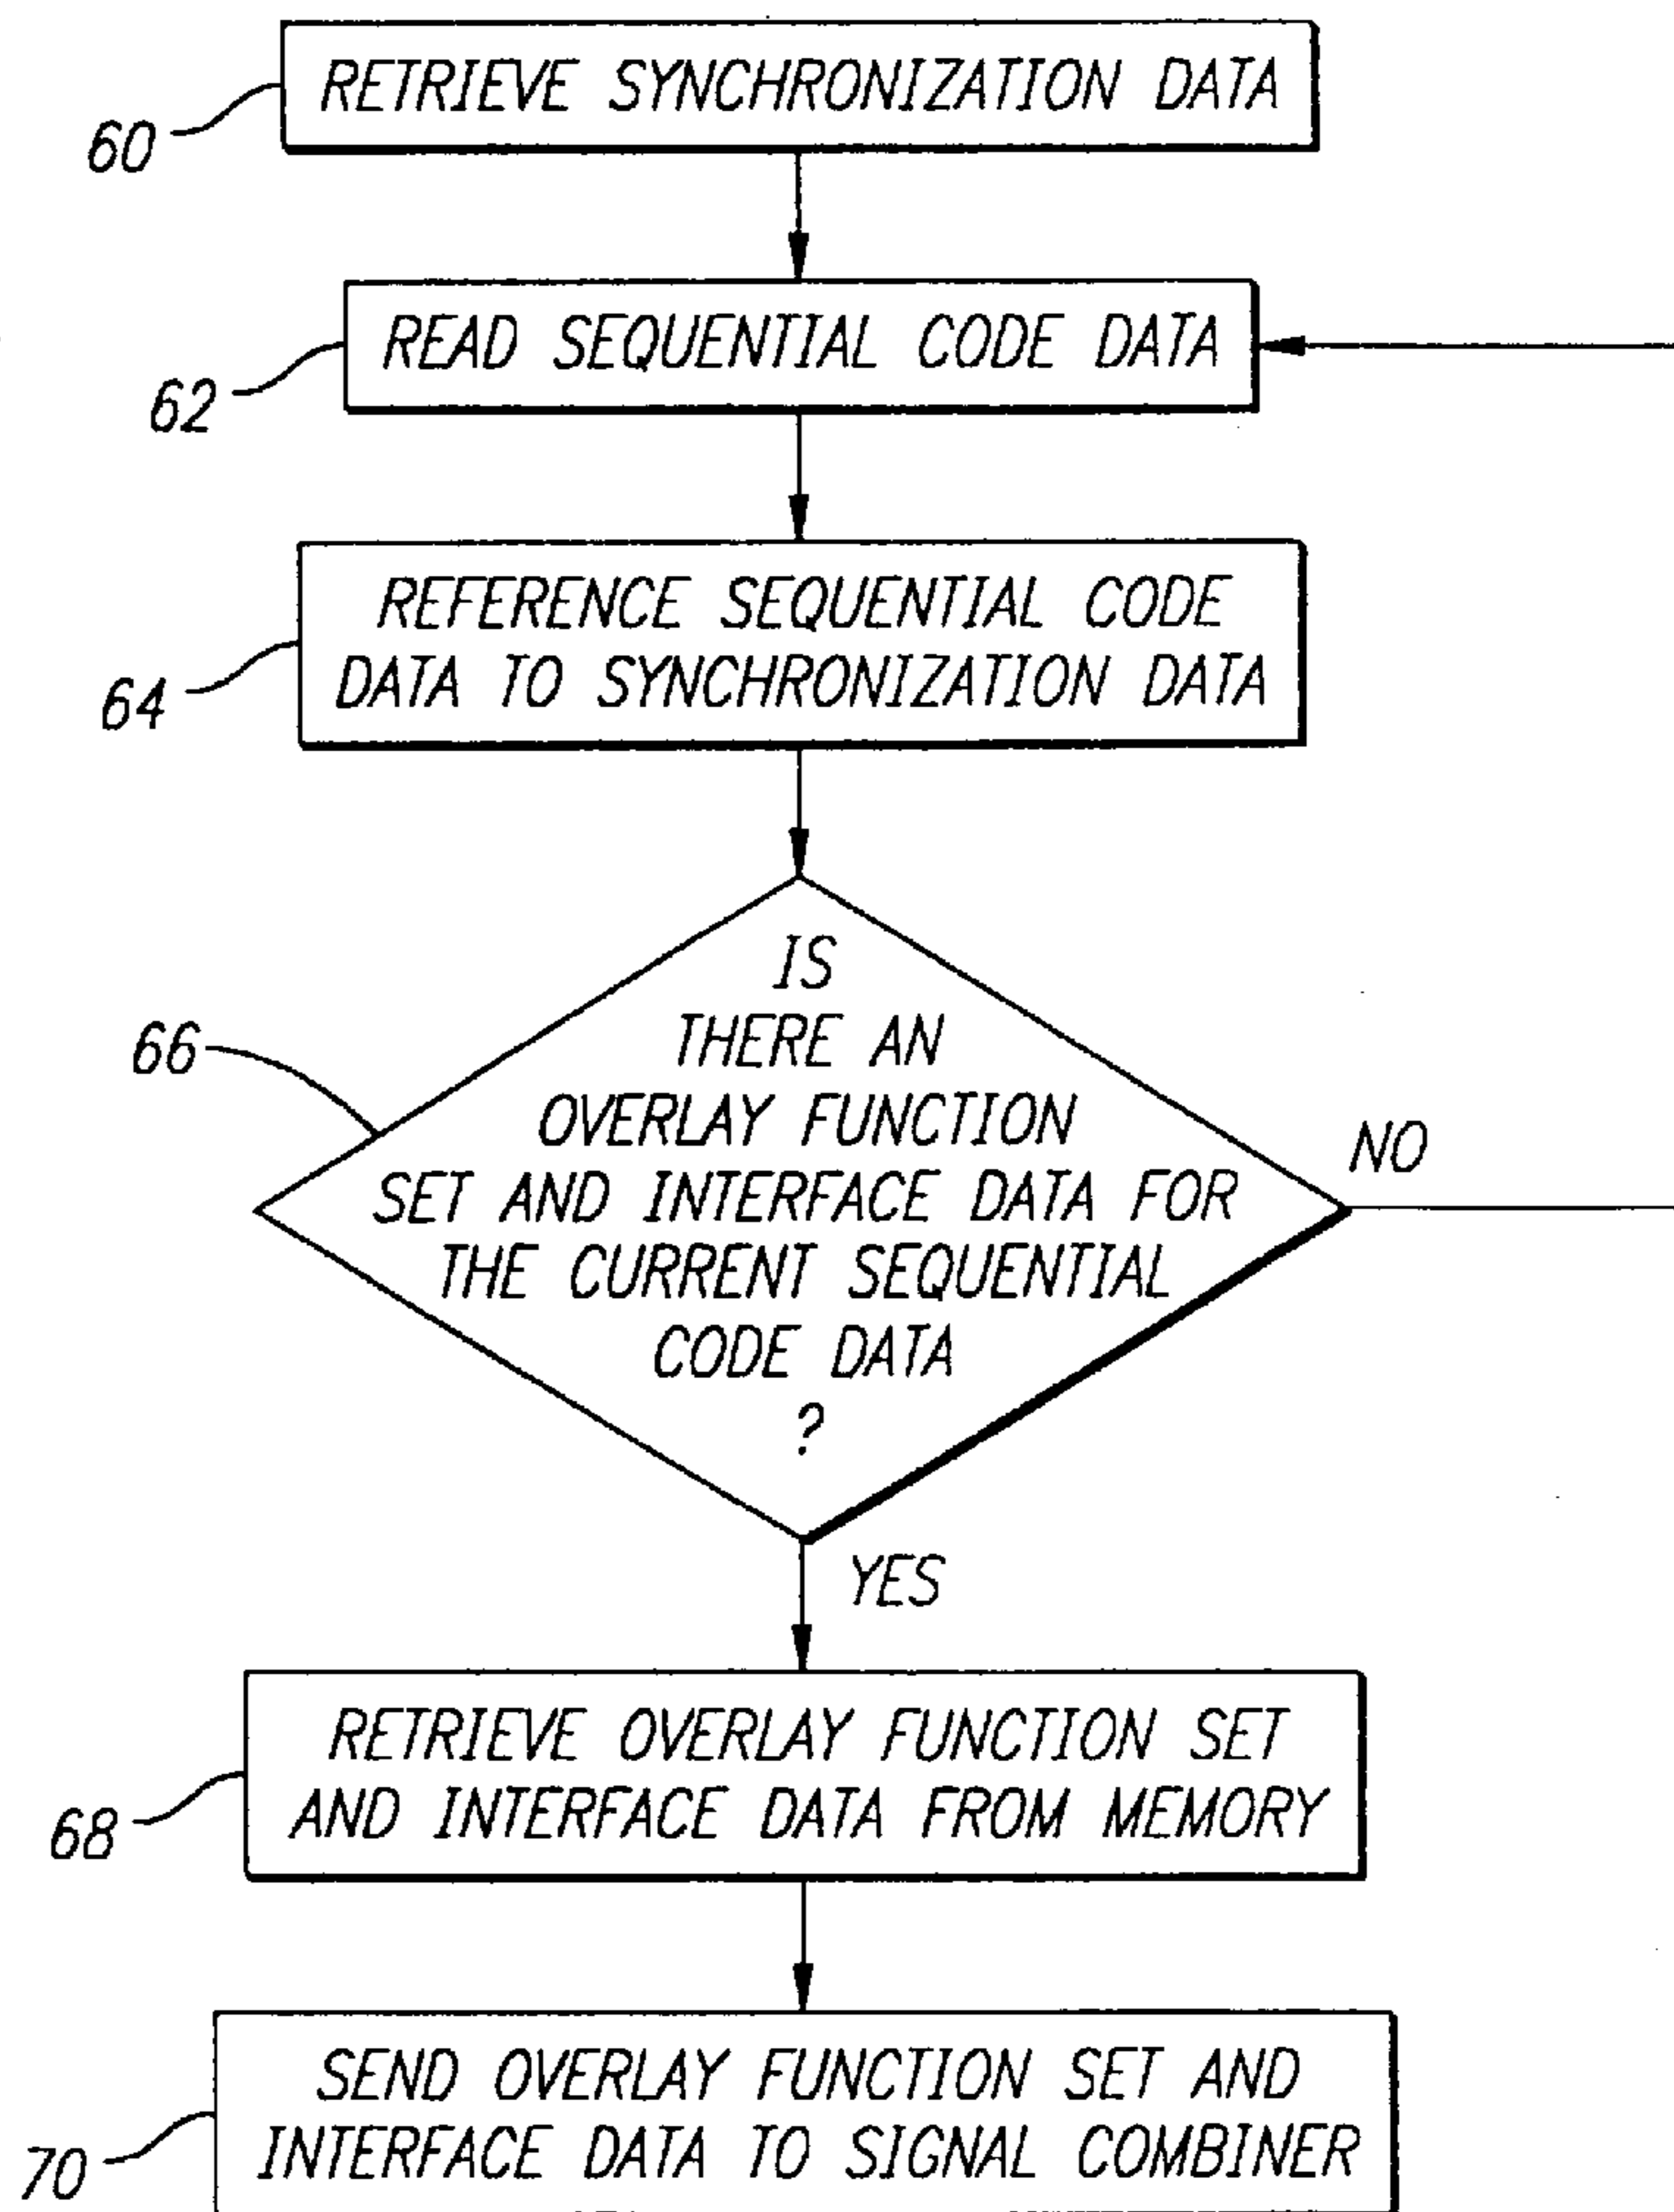 RETRIEVE SYNCHRONIZATION DATA
60
READ SEQUENTIAL CODE DATA
62
REFERENCE SEQUENTIAL CODE
DATA TO SYNCHRONIZATION DATA
64
IS
THERE AN
OVERLAY FUNCTION
SET AND INTERFACE DATA FOR
THE CURRENT SEQUENTIAL
CODE DATA
?
66
NO
YES
RETRIEVE OVERLAY FUNCTION SET
AND INTERFACE DATA FROM MEMORY
68
SEND OVERLAY FUNCTION SET AND
INTERFACE DATA TO SIGNAL COMBINER
70